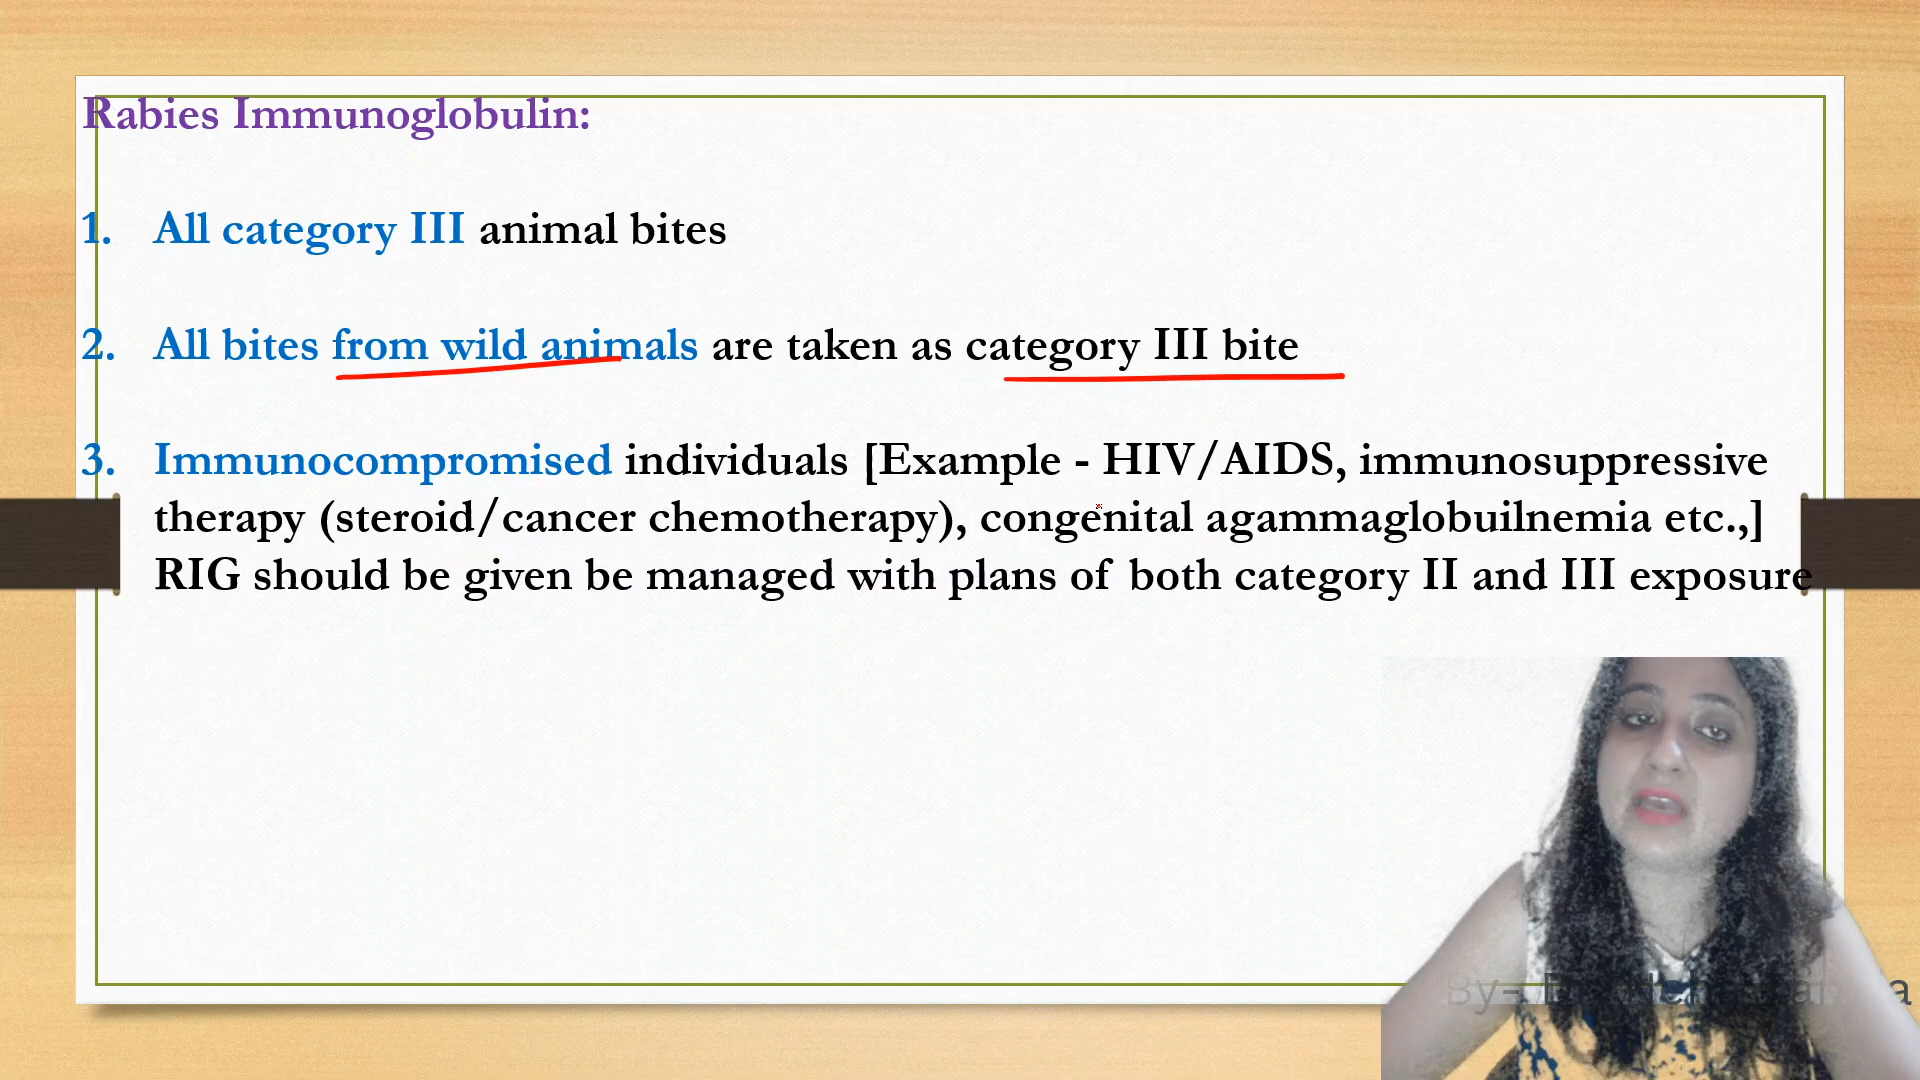 Rabies Immunoglobulin:
1. All category III animal bites
2. All bites from wild animals are taken as category III bite
3. Immunocompromised individuals [Example - HIV/AIDS, immunosuppressive
therapy (steroid/cancer chemotherapy), congenital agammaglobuilnemia etc.,]
RIG should be given be managed with plans of both category II and III exposure
By-